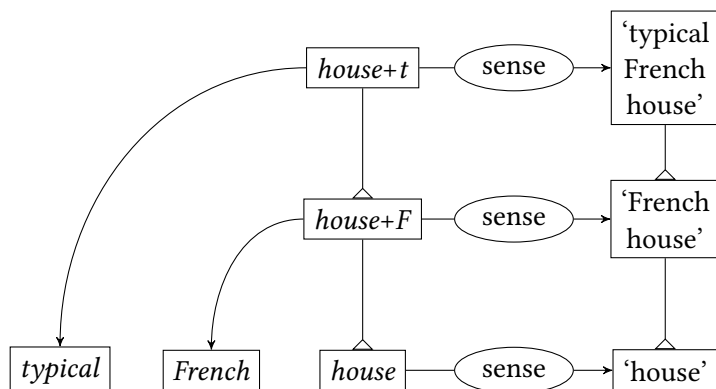 house+t
sense
‘typical
French
house’
house+F
sense
‘French
house’
typical
French
house
sense
‘house’